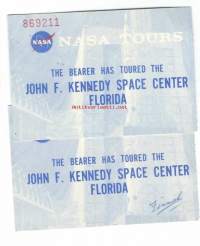 869211
NASA NASA TOURS
THE BEARER HAS TOURED THE
JOHN F. KENNEDY SPACE CENTER
FLORIDA
THE BEARER HAS TOURED THE
JOHN F. KENNEDY SPACE CENTER
FLORIDA